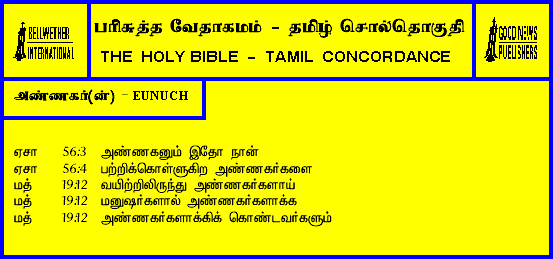 BELLWETHER
INTERNATIONAL
பரிசுத்த வேதாகமம் - தமிழ் சொல்தொகுதி
THE HOLY BIBLE - TAMIL CONCORDANCE
GOOD NEWS
PUBLISHERS
அண்ணகர்(ன்) - EUNUCH
ஏசா 56:3 அண்ணகனும் இதோ நான்
ஏசா 56:4 பற்றிக்கொள்ளுகிற அண்ணகர்களை
மத் 19:12 வயிற்றிலிருந்து அண்ணகர்களாய்
மத் 19:12 மனுஷர்களால் அண்ணகர்களாக்க
மத் 19:12 அண்ணகர்களாக்கிக் கொண்டவர்களும்